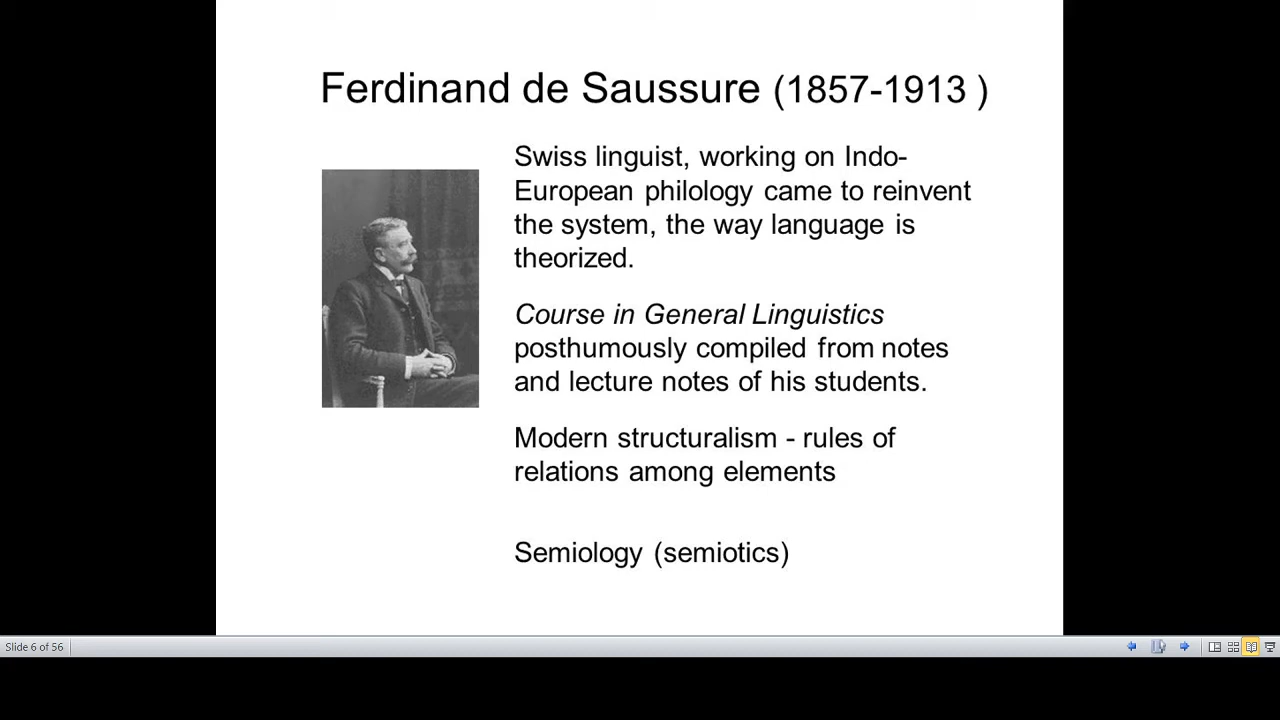 Ferdinand de Saussure (1857-1913 )
Swiss linguist, working on Indo-
European philology came to reinvent
the system, the way language is
theorized.
Course in General Linguistics
posthumously compiled from notes
and lecture notes of his students.
Modern structuralism - rules of
relations among elements
Semiology (semiotics)
Slide 6 of 56